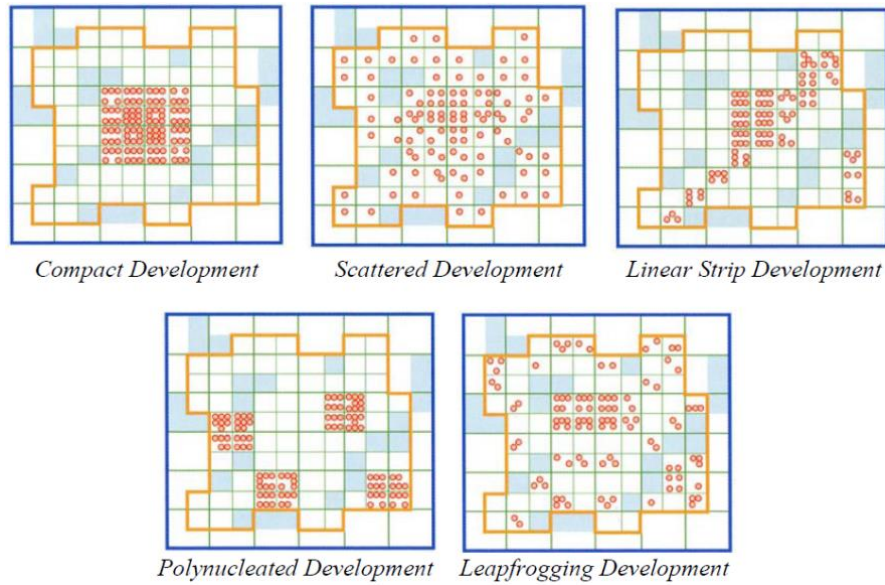 Compact Development
Scattered Development
Linear Strip Development
Polynucleated Development
Leapfrogging Development